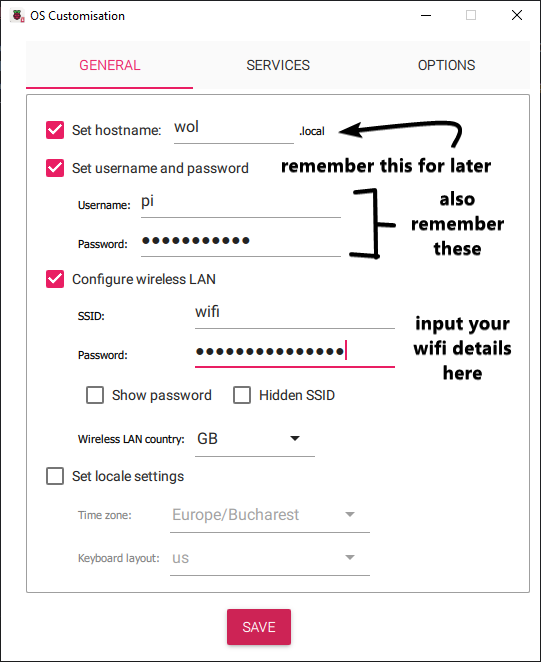 OS Customisation
GENERAL SERVICES OPTIONS
Set hostname: wol .local
remember this for later
Set username and password
also
remember
these
Username: pi
Password: ●●●●●●●●●●●
Configure wireless LAN
SSID: wifi
input your
wifi details
here
Password: ●●●●●●●●●●●●●●●
Show password Hidden SSID
Wireless LAN country: GB
Set locale settings
Time zone: Europe/Bucharest
Keyboard layout: us
SAVE